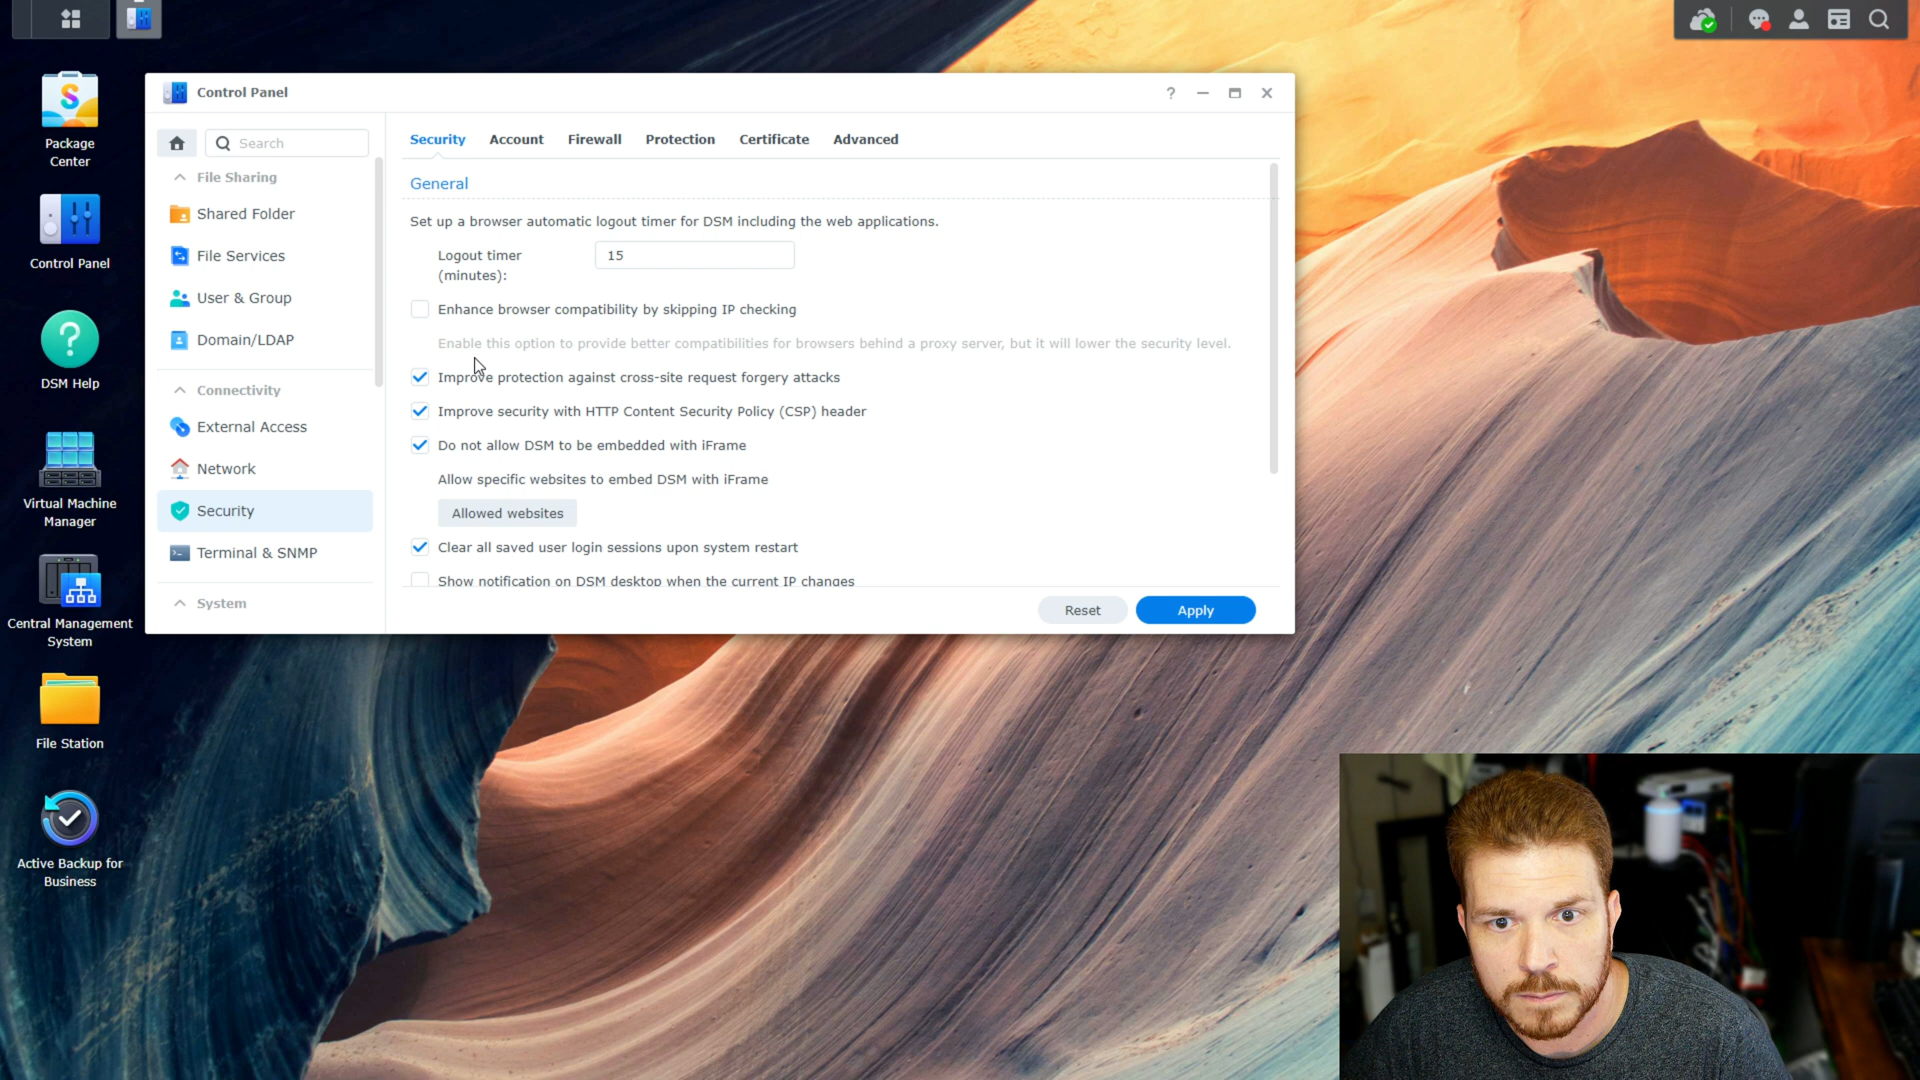 Package
Center
Control Panel
DSM Help
Virtual Machine
Manager
Central Management
System
File Station
Active Backup for
Business
Control Panel
?
Search
File Sharing
Shared Folder
File Services
User & Group
Domain/LDAP
Connectivity
External Access
Network
Security
Terminal & SNMP
System
Security Account Firewall Protection Certificate Advanced
General
Set up a browser automatic logout timer for DSM including the web applications.
Logout timer
(minutes):
15
Enhance browser compatibility by skipping IP checking
Enable this option to provide better compatibilities for browsers behind a proxy server, but it will lower the security level.
Improve protection against cross-site request forgery attacks
Improve security with HTTP Content Security Policy (CSP) header
Do not allow DSM to be embedded with iFrame
Allow specific websites to embed DSM with iFrame
Allowed websites
Clear all saved user login sessions upon system restart
Show notification on DSM desktop when the current IP changes
Reset Apply